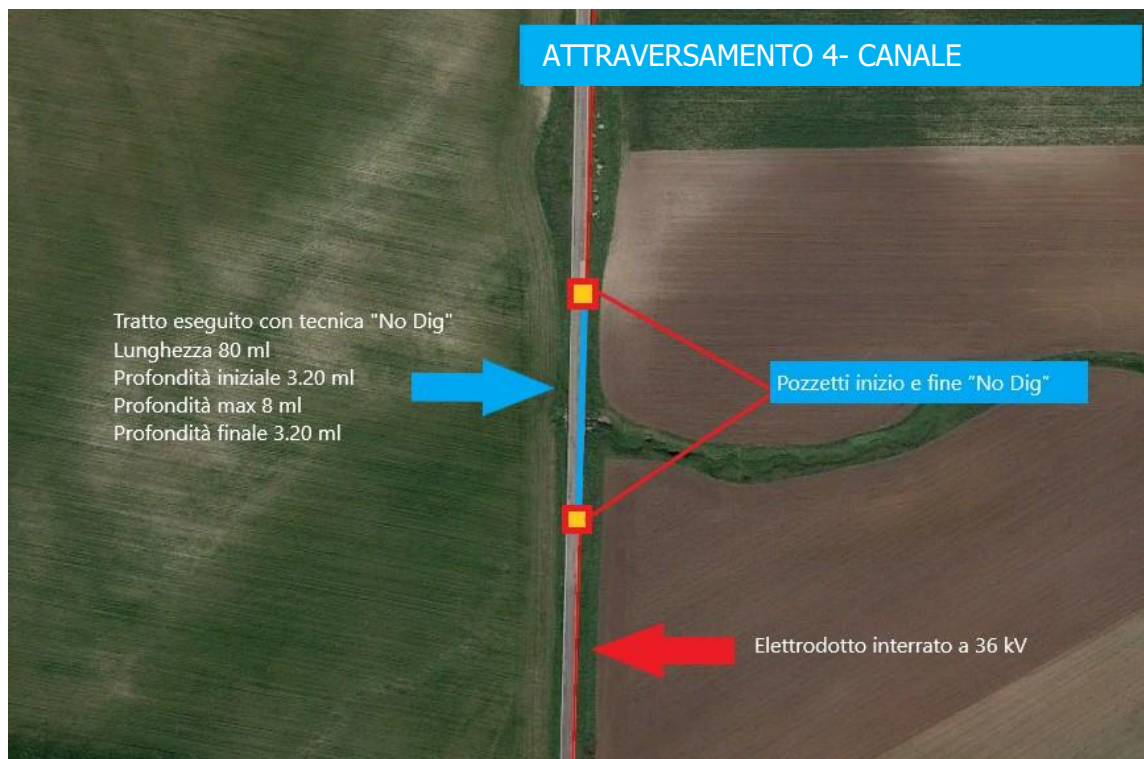 ATTRAVERSAMENTO 4- CANALE
Tratto eseguito con tecnica "No Dig"
Lunghezza 80 ml
Profondità iniziale 3.20 ml
Profondità max 8 ml
Profondità finale 3.20 ml
Pozzetti inizio e fine "No Dig"
Elettrodotto interrato a 36 kV